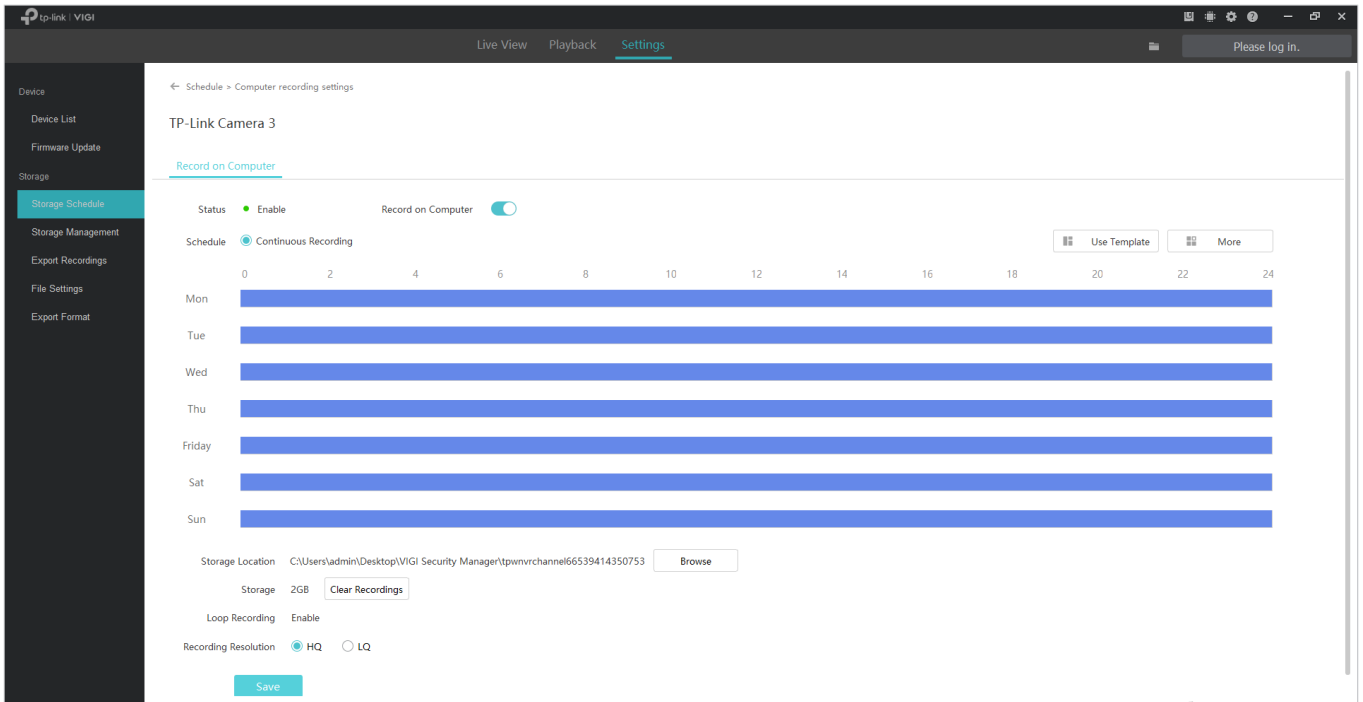 tp-link | VIGI
Live View Playback Settings Please log in.
Device
Device List
Firmware Update
Storage
Storage Schedule
Storage Management
Export Recordings
File Settings
Export Format
Schedule > Computer recording settings
TP-Link Camera 3
Record on Computer
Status Enable Record on Computer
Schedule Continuous Recording Use Template More
0 2 4 6 8 10 12 14 16 18 20 22 24
Mon
Tue
Wed
Thu
Friday
Sat
Sun
Storage Location C:\Users\admin\Desktop\VIGI Security Manager\tpwnvrchannel66539414350753 Browse
Storage 2GB Clear Recordings
Loop Recording Enable
Recording Resolution HQ LQ
Save